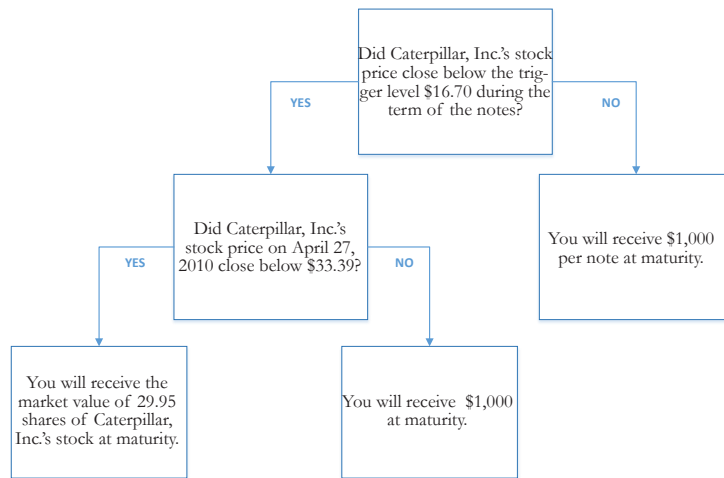 Did Caterpillar, Inc.'s stock
price close below the trig-
ger level $16.70 during the
term of the notes?
YES
NO
Did Caterpillar, Inc.'s
stock price on April 27,
2010 close below $33.39?
You will receive $1,000
per note at maturity.
YES
NO
You will receive the
market value of 29.95
shares of Caterpillar,
Inc.'s stock at maturity.
You will receive $1,000
at maturity.